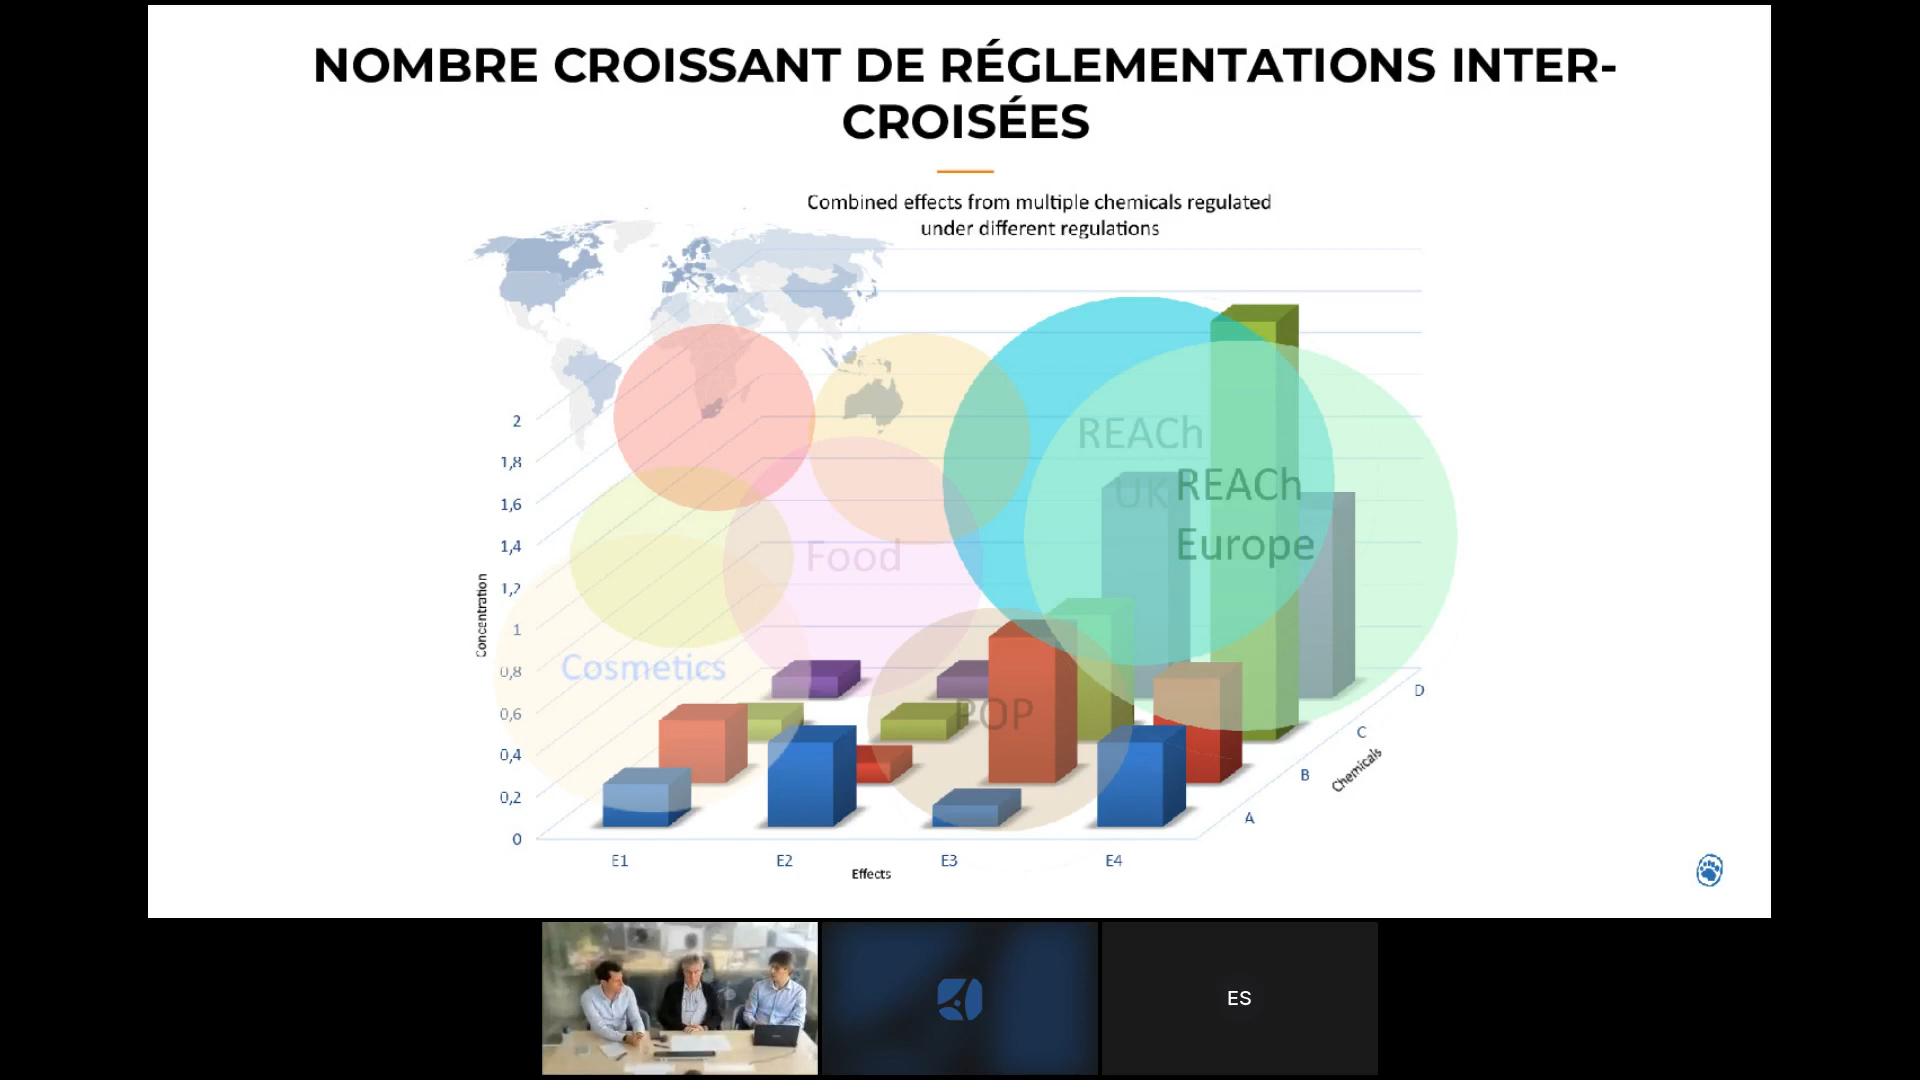 NOMBRE CROISSANT DE RÉGLEMENTATIONS INTER-
CROISÉES
Combined effects from multiple chemicals regulated
under different regulations
REACh
UK
REACh
Europe
Food
Cosmetics
POP
Concentration
2
1,8
1,6
1,4
1,2
1
0,8
0,6
0,4
0,2
0
E1
E2
E3
E4
Effects
A
B
C
D
Chemicals
ES